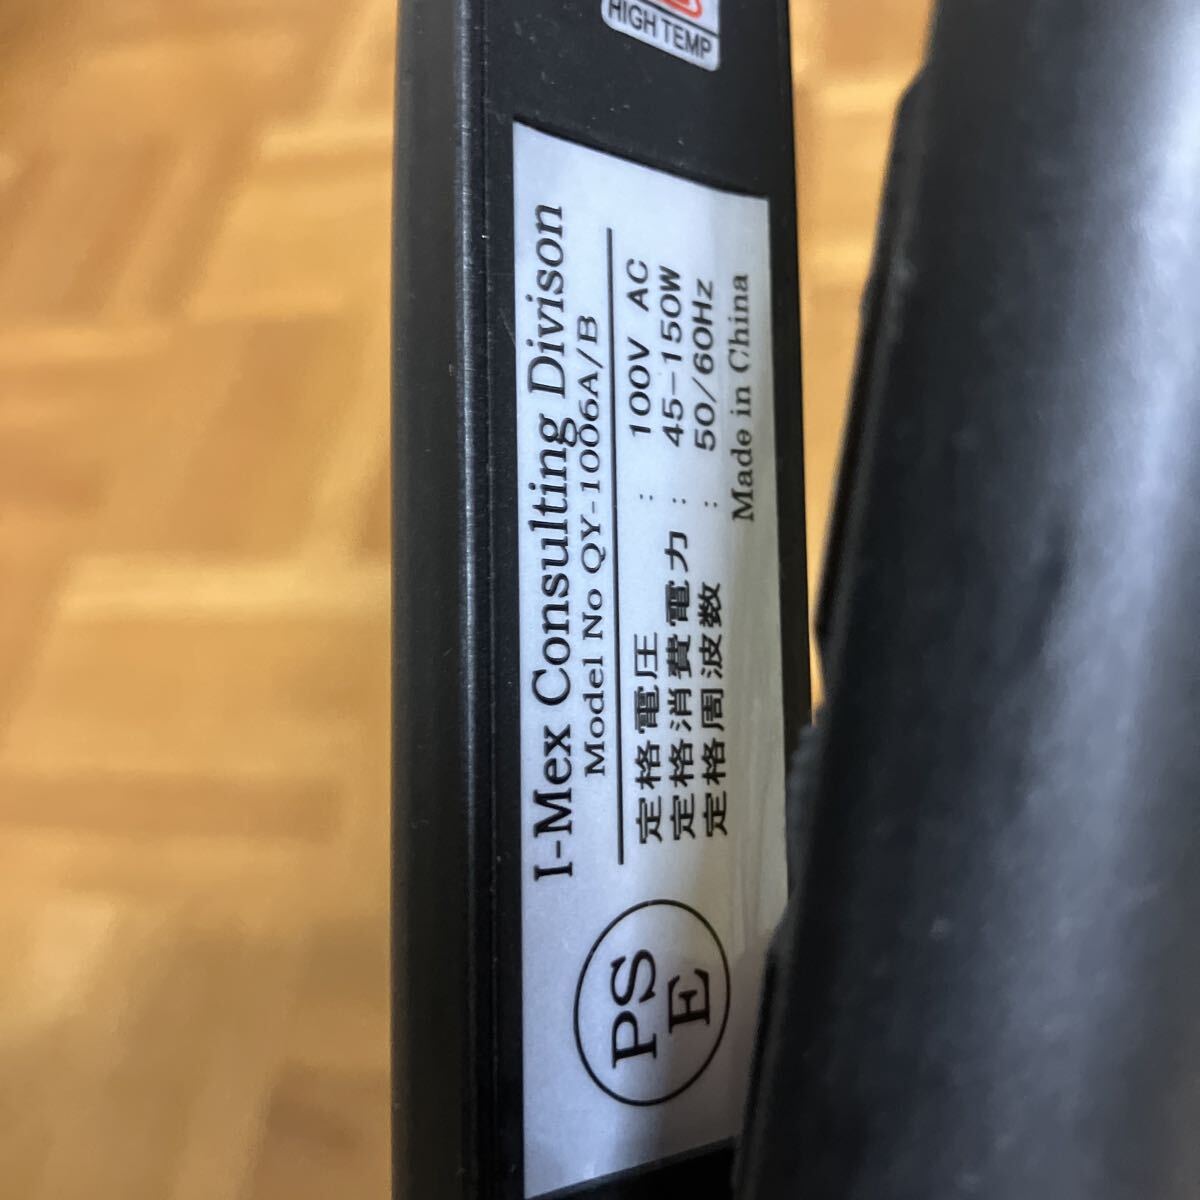 HIGH TEMP
I-Mex Consulting Divison
Model No QY-1006A/B
定格電圧 : 100V AC
定格消費電力 : 45-150W
定格周波数 : 50/60Hz
Made in China
PS
E